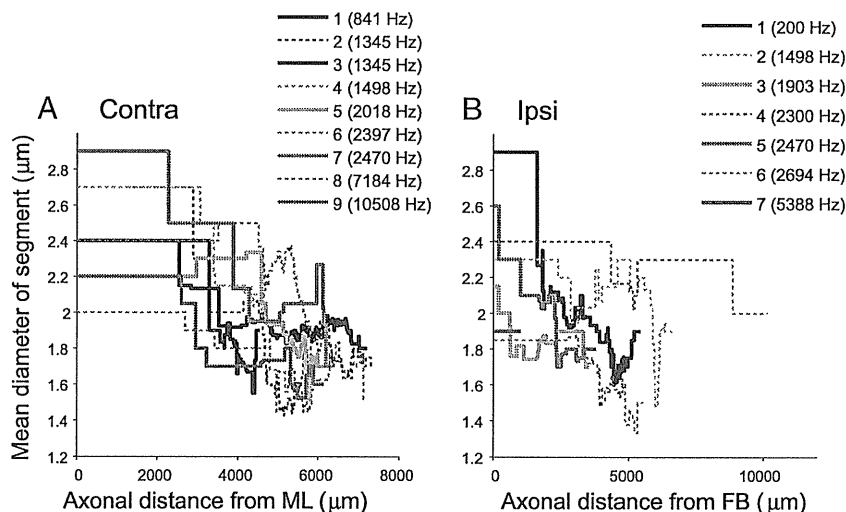 1 (841 Hz)
2 (1345 Hz)
3 (1345 Hz)
4 (1498 Hz)
5 (2018 Hz)
6 (2397 Hz)
7 (2470 Hz)
8 (7184 Hz)
9 (10508 Hz)
1 (200 Hz)
2 (1498 Hz)
3 (1903 Hz)
4 (2300 Hz)
5 (2470 Hz)
6 (2694 Hz)
7 (5388 Hz)
A Contra
Mean diameter of segment (μm)
2.8
2.6
2.4
2.2
2
1.8
1.6
1.4
1.2
0 2000 4000 6000 8000
Axonal distance from ML (μm)
B Ipsi
2.8
2.6
2.4
2.2
2
1.8
1.6
1.4
1.2
0 5000 10000
Axonal distance from FB ( μm)